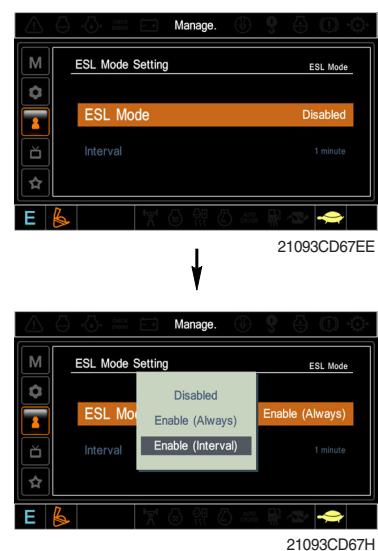 Manage.
M
ESL Mode Setting ESL Mode
ESL Mode Disabled
Interval 1 minute
E
21093CD67EE
Manage.
M
ESL Mode Setting ESL Mode
Disabled
ESL Mo Enable (Always)
Enable (Always)
Enable (Interval)
Interval 1 minute
E
21093CD67H